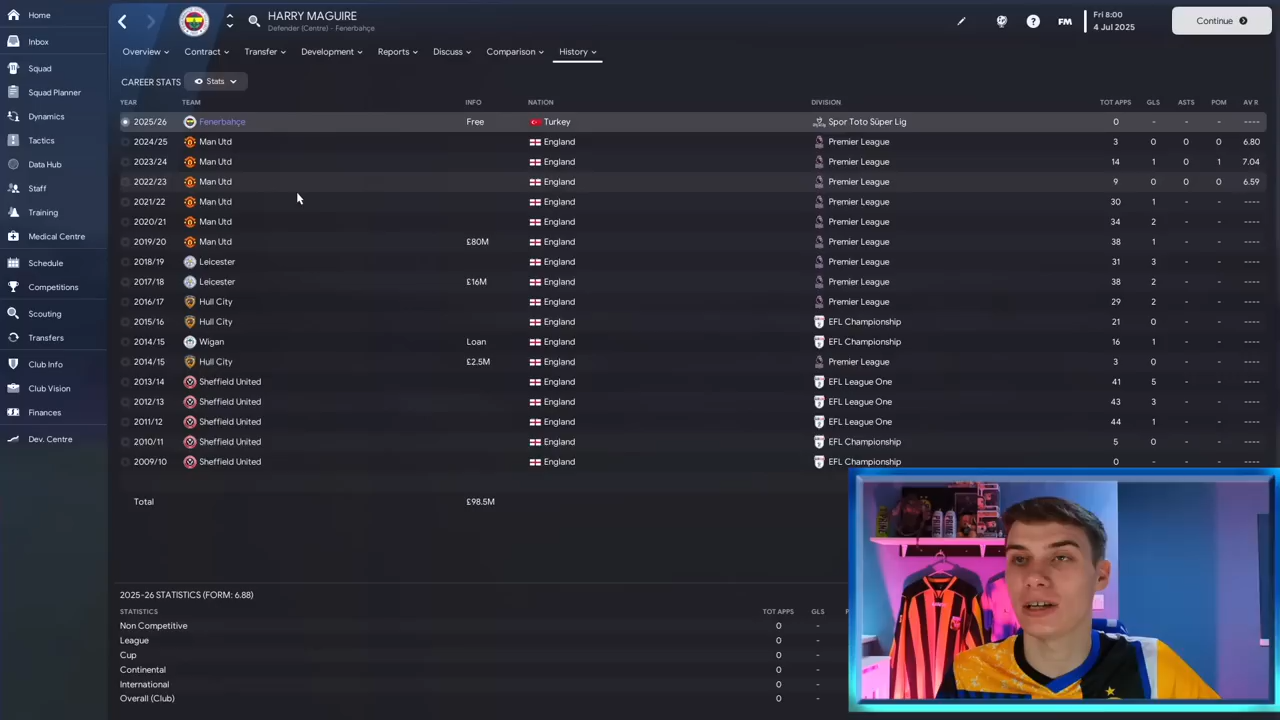 HARRY MAGUIRE
Defender (Centre) - Fenerbahçe
FM
Fri 8:00
4 Jul 2025
Continue
Home
Inbox
Squad
Squad Planner
Dynamics
Tactics
Data Hub
Staff
Training
Medical Centre
Schedule
Competitions
Scouting
Transfers
Club Info
Club Vision
Finances
Dev. Centre
Overview Contract Transfer Development Reports Discuss Comparison History
CAREER STATS Stats
YEAR TEAM INFO NATION DIVISION TOT APPS GLS ASTS POM AV R
2025/26 Fenerbahçe Free Turkey Spor Toto Süper Lig 0 - - - ----
2024/25 Man Utd England Premier League 3 0 0 0 6.80
2023/24 Man Utd England Premier League 14 1 0 1 7.04
2022/23 Man Utd England Premier League 9 0 0 0 6.59
2021/22 Man Utd England Premier League 30 1 - - ----
2020/21 Man Utd England Premier League 34 2 - - ----
2019/20 Man Utd £80M England Premier League 38 1 - - ----
2018/19 Leicester England Premier League 31 3 - - ----
2017/18 Leicester £16M England Premier League 38 2 - - ----
2016/17 Hull City England Premier League 29 2 - - ----
2015/16 Hull City England EFL Championship 21 0 - - ----
2014/15 Wigan Loan England EFL Championship 16 1 - - ----
2014/15 Hull City £2.5M England Premier League 3 0 - - ----
2013/14 Sheffield United England EFL League One 41 5 - - ----
2012/13 Sheffield United England EFL League One 43 3 - - ----
2011/12 Sheffield United England EFL League One 44 1 - - ----
2010/11 Sheffield United England EFL Championship 5 0 - - ----
2009/10 Sheffield United England EFL Championship 0 - - - ----
Total £98.5M
2025-26 STATISTICS (FORM: 6.88)
STATISTICS TOT APPS GLS
Non Competitive 0 -
League 0 -
Cup 0 -
Continental 0 -
International 0 -
Overall (Club) 0 -